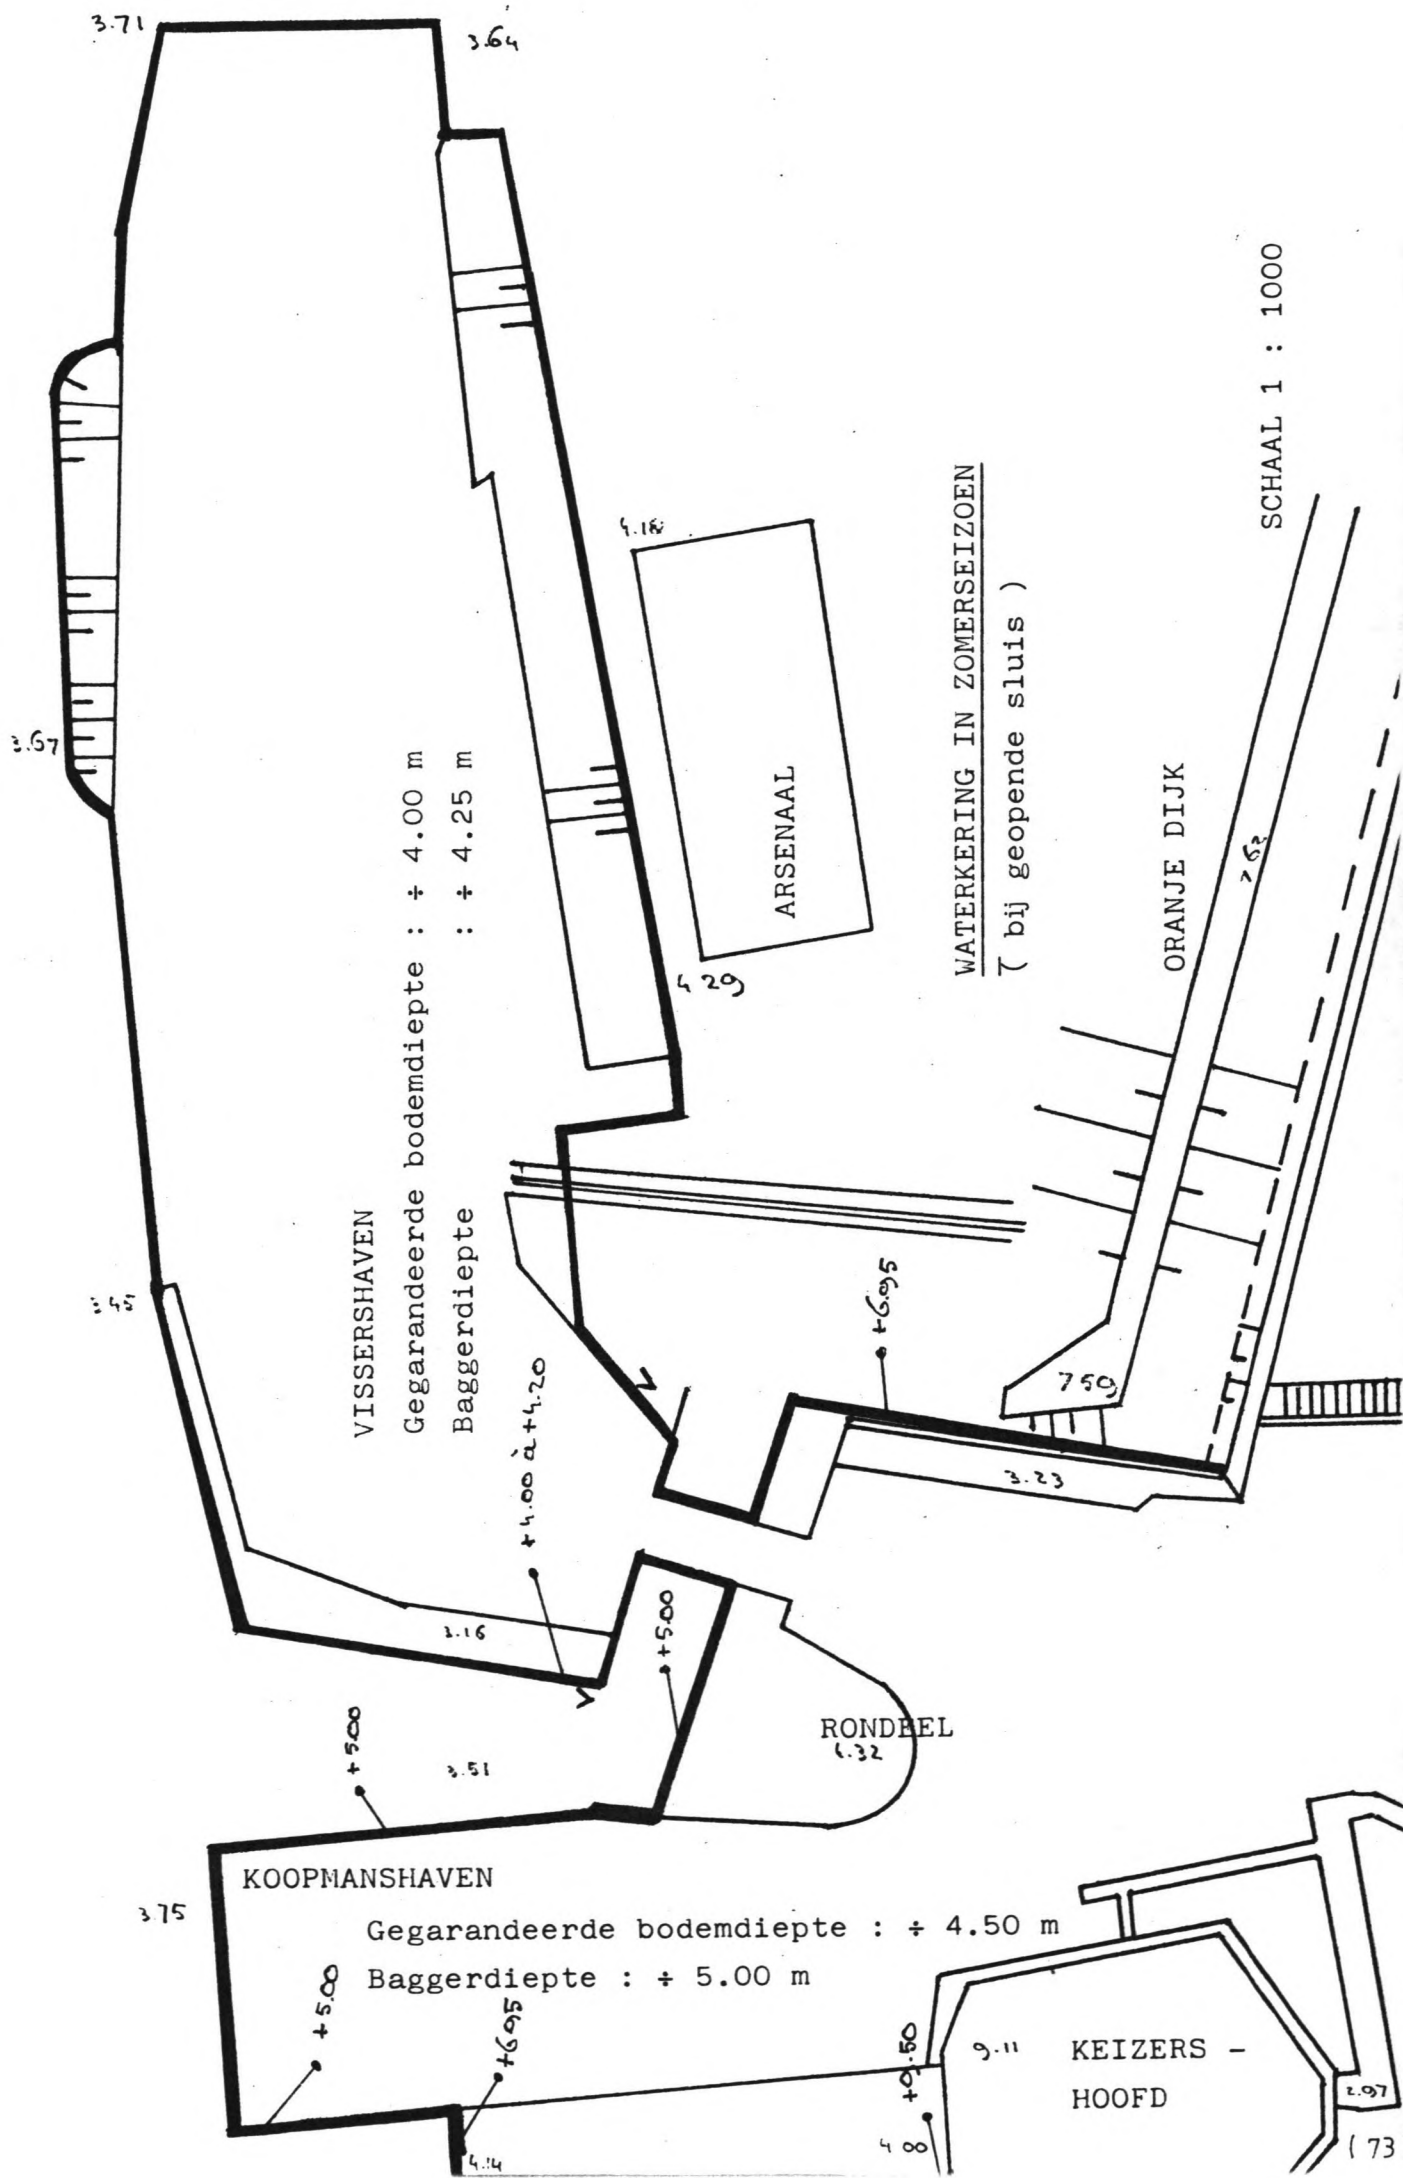 3.71
3.64
3.67
4.18
SCHAAL 1 : 1000
WATERKERING IN ZOMERSEIZOEN
( bij geopende sluis )
ARSENAAL
4.29
ORANJE DIJK
7.62
VISSERSHAVEN
Gegarandeerde bodemdiepte : ÷ 4.00 m
Baggerdiepte : ÷ 4.25 m
3.45
+4.00 à +4.20
+6.95
7.59
3.23
3.16
+5.00
+5.00
3.51
RONDEEL
4.32
KOOPMANSHAVEN
3.75
Gegarandeerde bodemdiepte : ÷ 4.50 m
Baggerdiepte : ÷ 5.00 m
+5.00
+6.95
+9.50
9.11
KEIZERS -
HOOFD
2.97
4.14
4.00
( 73